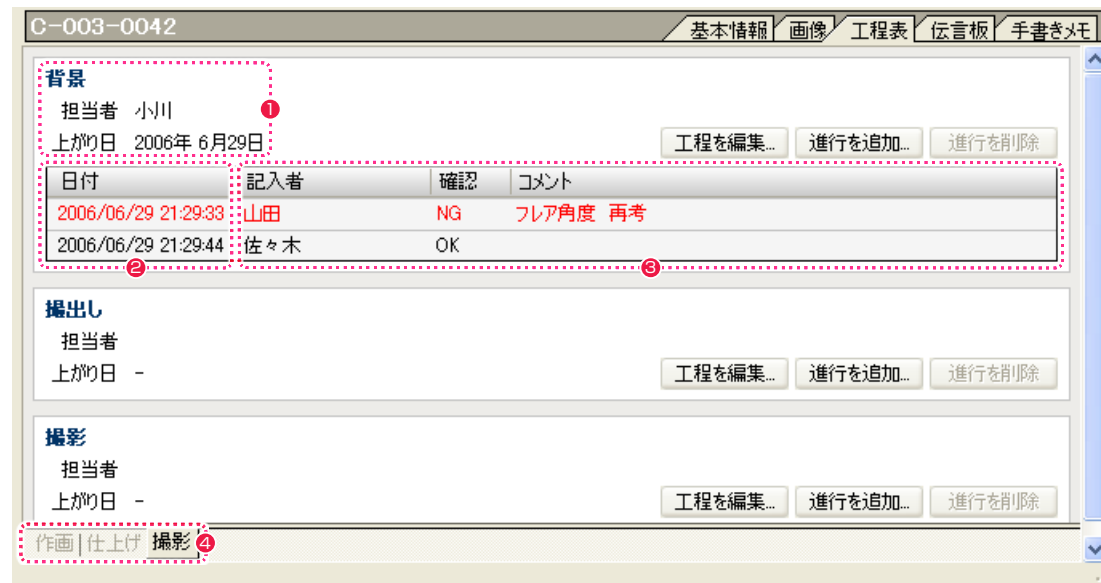 C-003-0042 基本情報 画像 工程表 伝言板 手書きメモ
背景
担当者 小川 ❶
上がり日 2006年 6月29日 工程を編集... 進行を追加... 進行を削除
日付 記入者 確認 コメント
2006/06/29 21:29:33 山田 NG フレア角度 再考
2006/06/29 21:29:44 佐々木 OK
❷ ❸
撮出し
担当者
上がり日 - 工程を編集... 進行を追加... 進行を削除
撮影
担当者
上がり日 - 工程を編集... 進行を追加... 進行を削除
作画 | 仕上げ 撮影 ❹